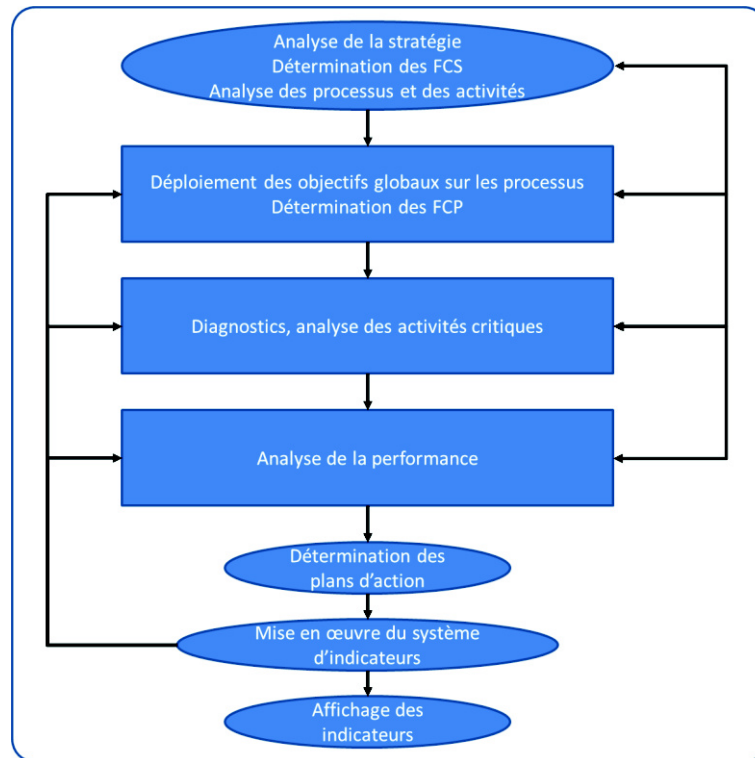 Analyse de la stratégie
Détermination des FCS
Analyse des processus et des activités
Déploiement des objectifs globaux sur les processus
Détermination des FCP
Diagnostics, analyse des activités critiques
Analyse de la performance
Détermination des
plans d'action
Mise en œuvre du système
d'indicateurs
Affichage des
indicateurs